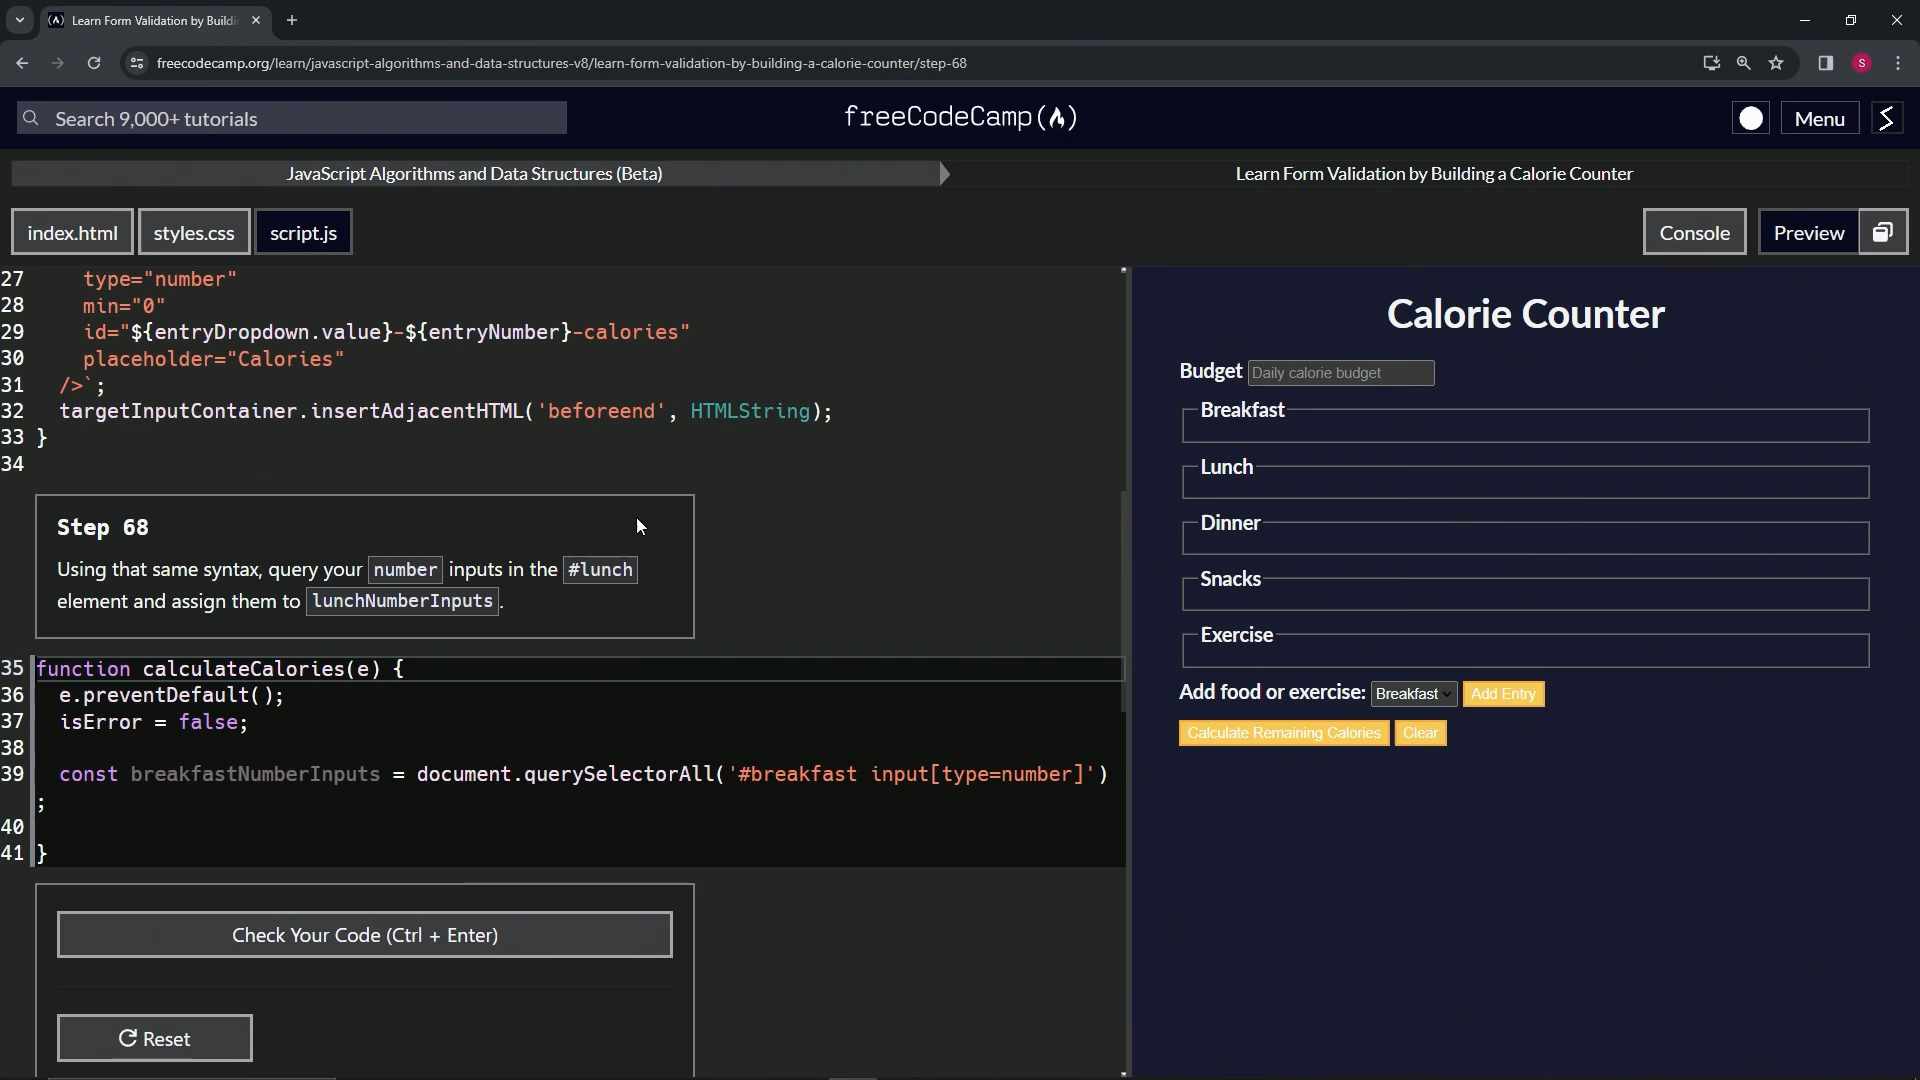 Learn Form Validation by Buildi
freecodecamp.org/learn/javascript-algorithms-and-data-structures-v8/learn-form-validation-by-building-a-calorie-counter/step-68
S
Search 9,000+ tutorials
freeCodeCamp
Menu
JavaScript Algorithms and Data Structures (Beta)
Learn Form Validation by Building a Calorie Counter
index.html
styles.css
script.js
Console
Preview
27 type="number"
28 min="0"
29 id="${entryDropdown.value}-${entryNumber}-calories"
30 placeholder="Calories"
31 />`;
32 targetInputContainer.insertAdjacentHTML('beforeend', HTMLString);
33 }
34
Step 68
Using that same syntax, query your number inputs in the #lunch
element and assign them to lunchNumberInputs.
35 function calculateCalories(e) {
36 e.preventDefault();
37 isError = false;
38
39 const breakfastNumberInputs = document.querySelectorAll('#breakfast input[type=number]')
;
40
41 }
Check Your Code (Ctrl + Enter)
Reset
Calorie Counter
Budget Daily calorie budget
Breakfast
Lunch
Dinner
Snacks
Exercise
Add food or exercise: Breakfast Add Entry
Calculate Remaining Calories Clear